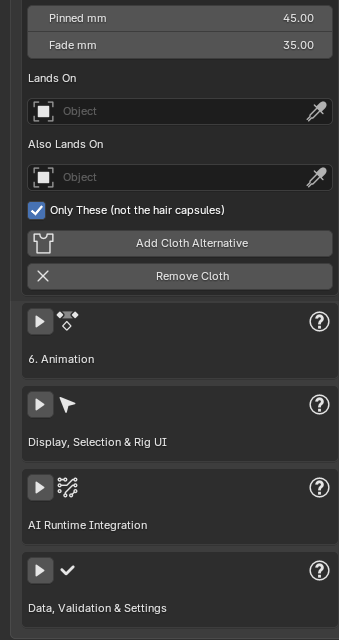 Pinned mm 45.00
Fade mm 35.00
Lands On
Object
Also Lands On
Object
Only These (not the hair capsules)
Add Cloth Alternative
Remove Cloth
6. Animation
Display, Selection & Rig UI
AI Runtime Integration
Data, Validation & Settings